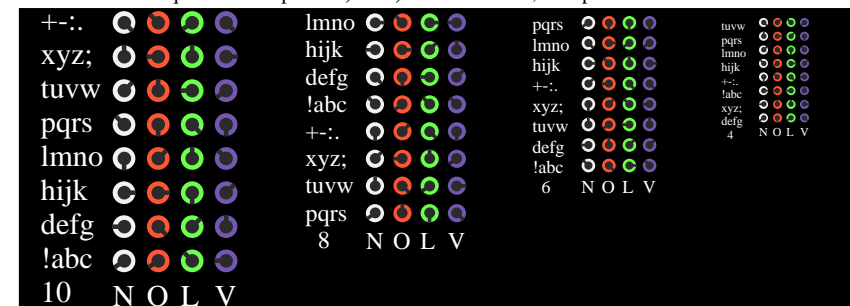 +-:.
xyz;
tuvw
pqrs
lmno
hijk
defg
!abc
10 N O L V
lmno
hijk
defg
!abc
+-:.
xyz;
tuvw
pqrs
8 N O L V
pqrs
lmno
hijk
+-:.
xyz;
tuvw
defg
!abc
6 N O L V
tuvw
pqrs
lmno
hijk
+-:.
!abc
xyz;
defg
4 N O L V